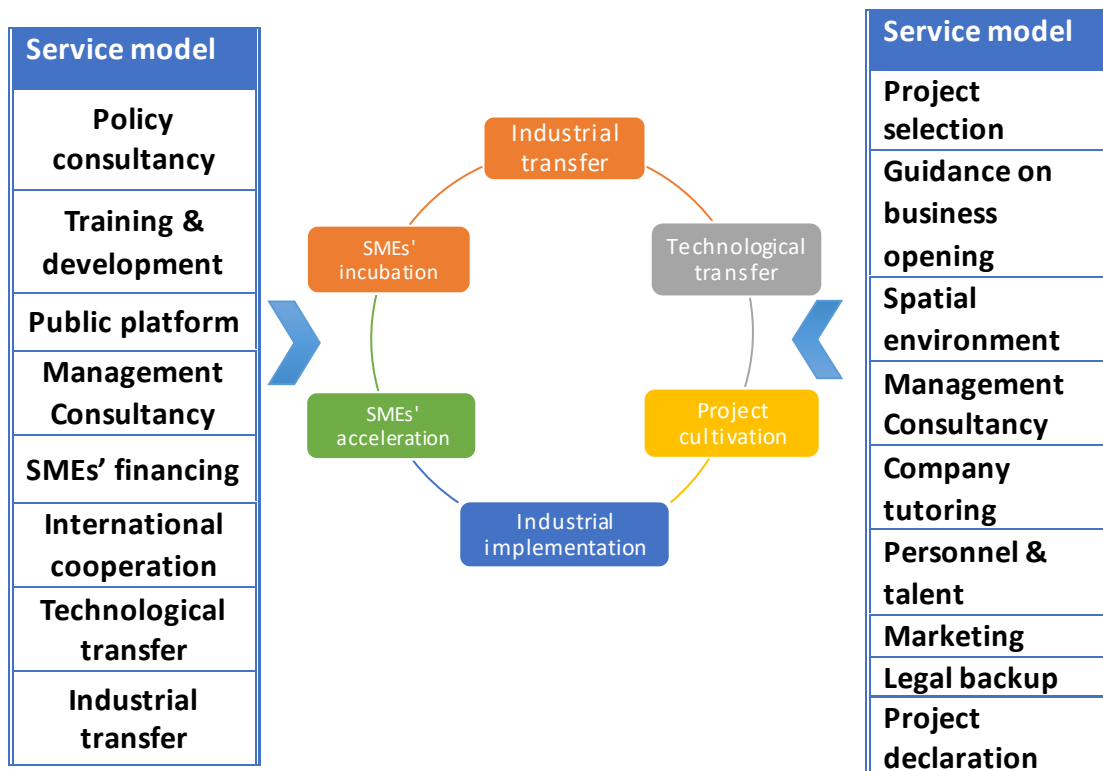 Service model
Policy
consultancy
Training &
development
Public platform
Management
Consultancy
SMEs’ financing
International
cooperation
Technological
transfer
Industrial
transfer
Industrial
transfer
Technological
transfer
Project
cultivation
Industrial
implementation
SMEs'
acceleration
SMEs'
incubation
Service model
Project
selection
Guidance on
business
opening
Spatial
environment
Management
Consultancy
Company
tutoring
Personnel &
talent
Marketing
Legal backup
Project
declaration